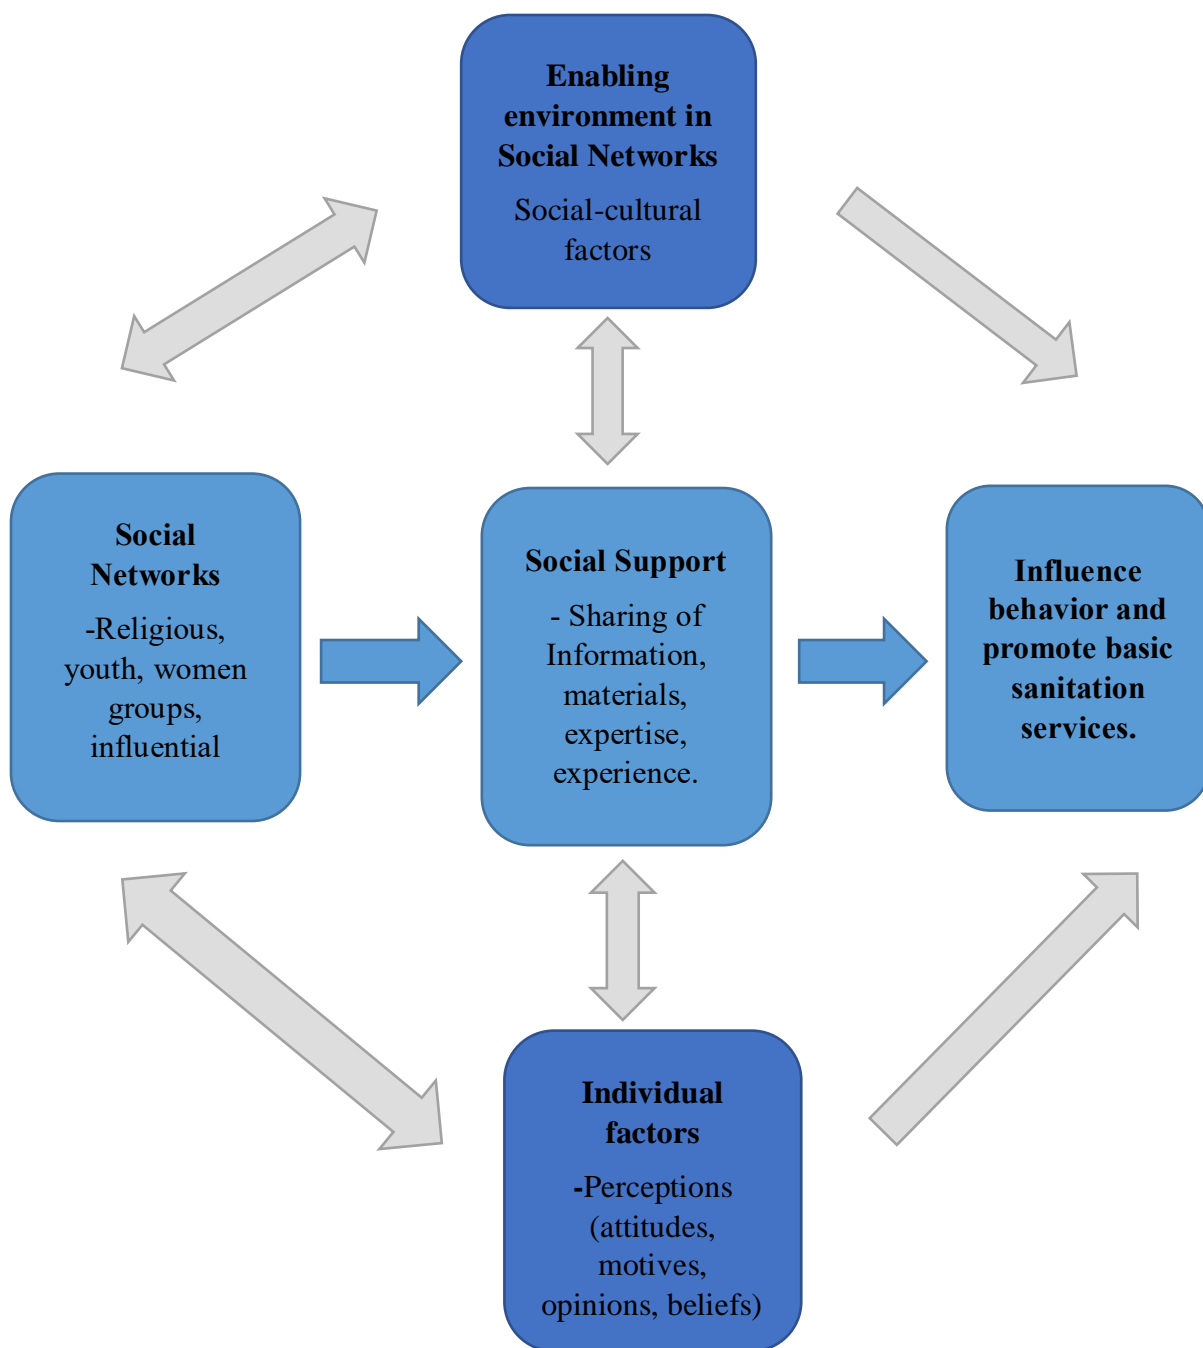 Enabling
environment in
Social Networks
Social-cultural
factors
Social
Networks
-Religious,
youth, women
groups,
influential
Social Support
- Sharing of
Information,
materials,
expertise,
experience.
Influence
behavior and
promote basic
sanitation
services.
Individual
factors
-Perceptions
(attitudes,
motives,
opinions, beliefs)